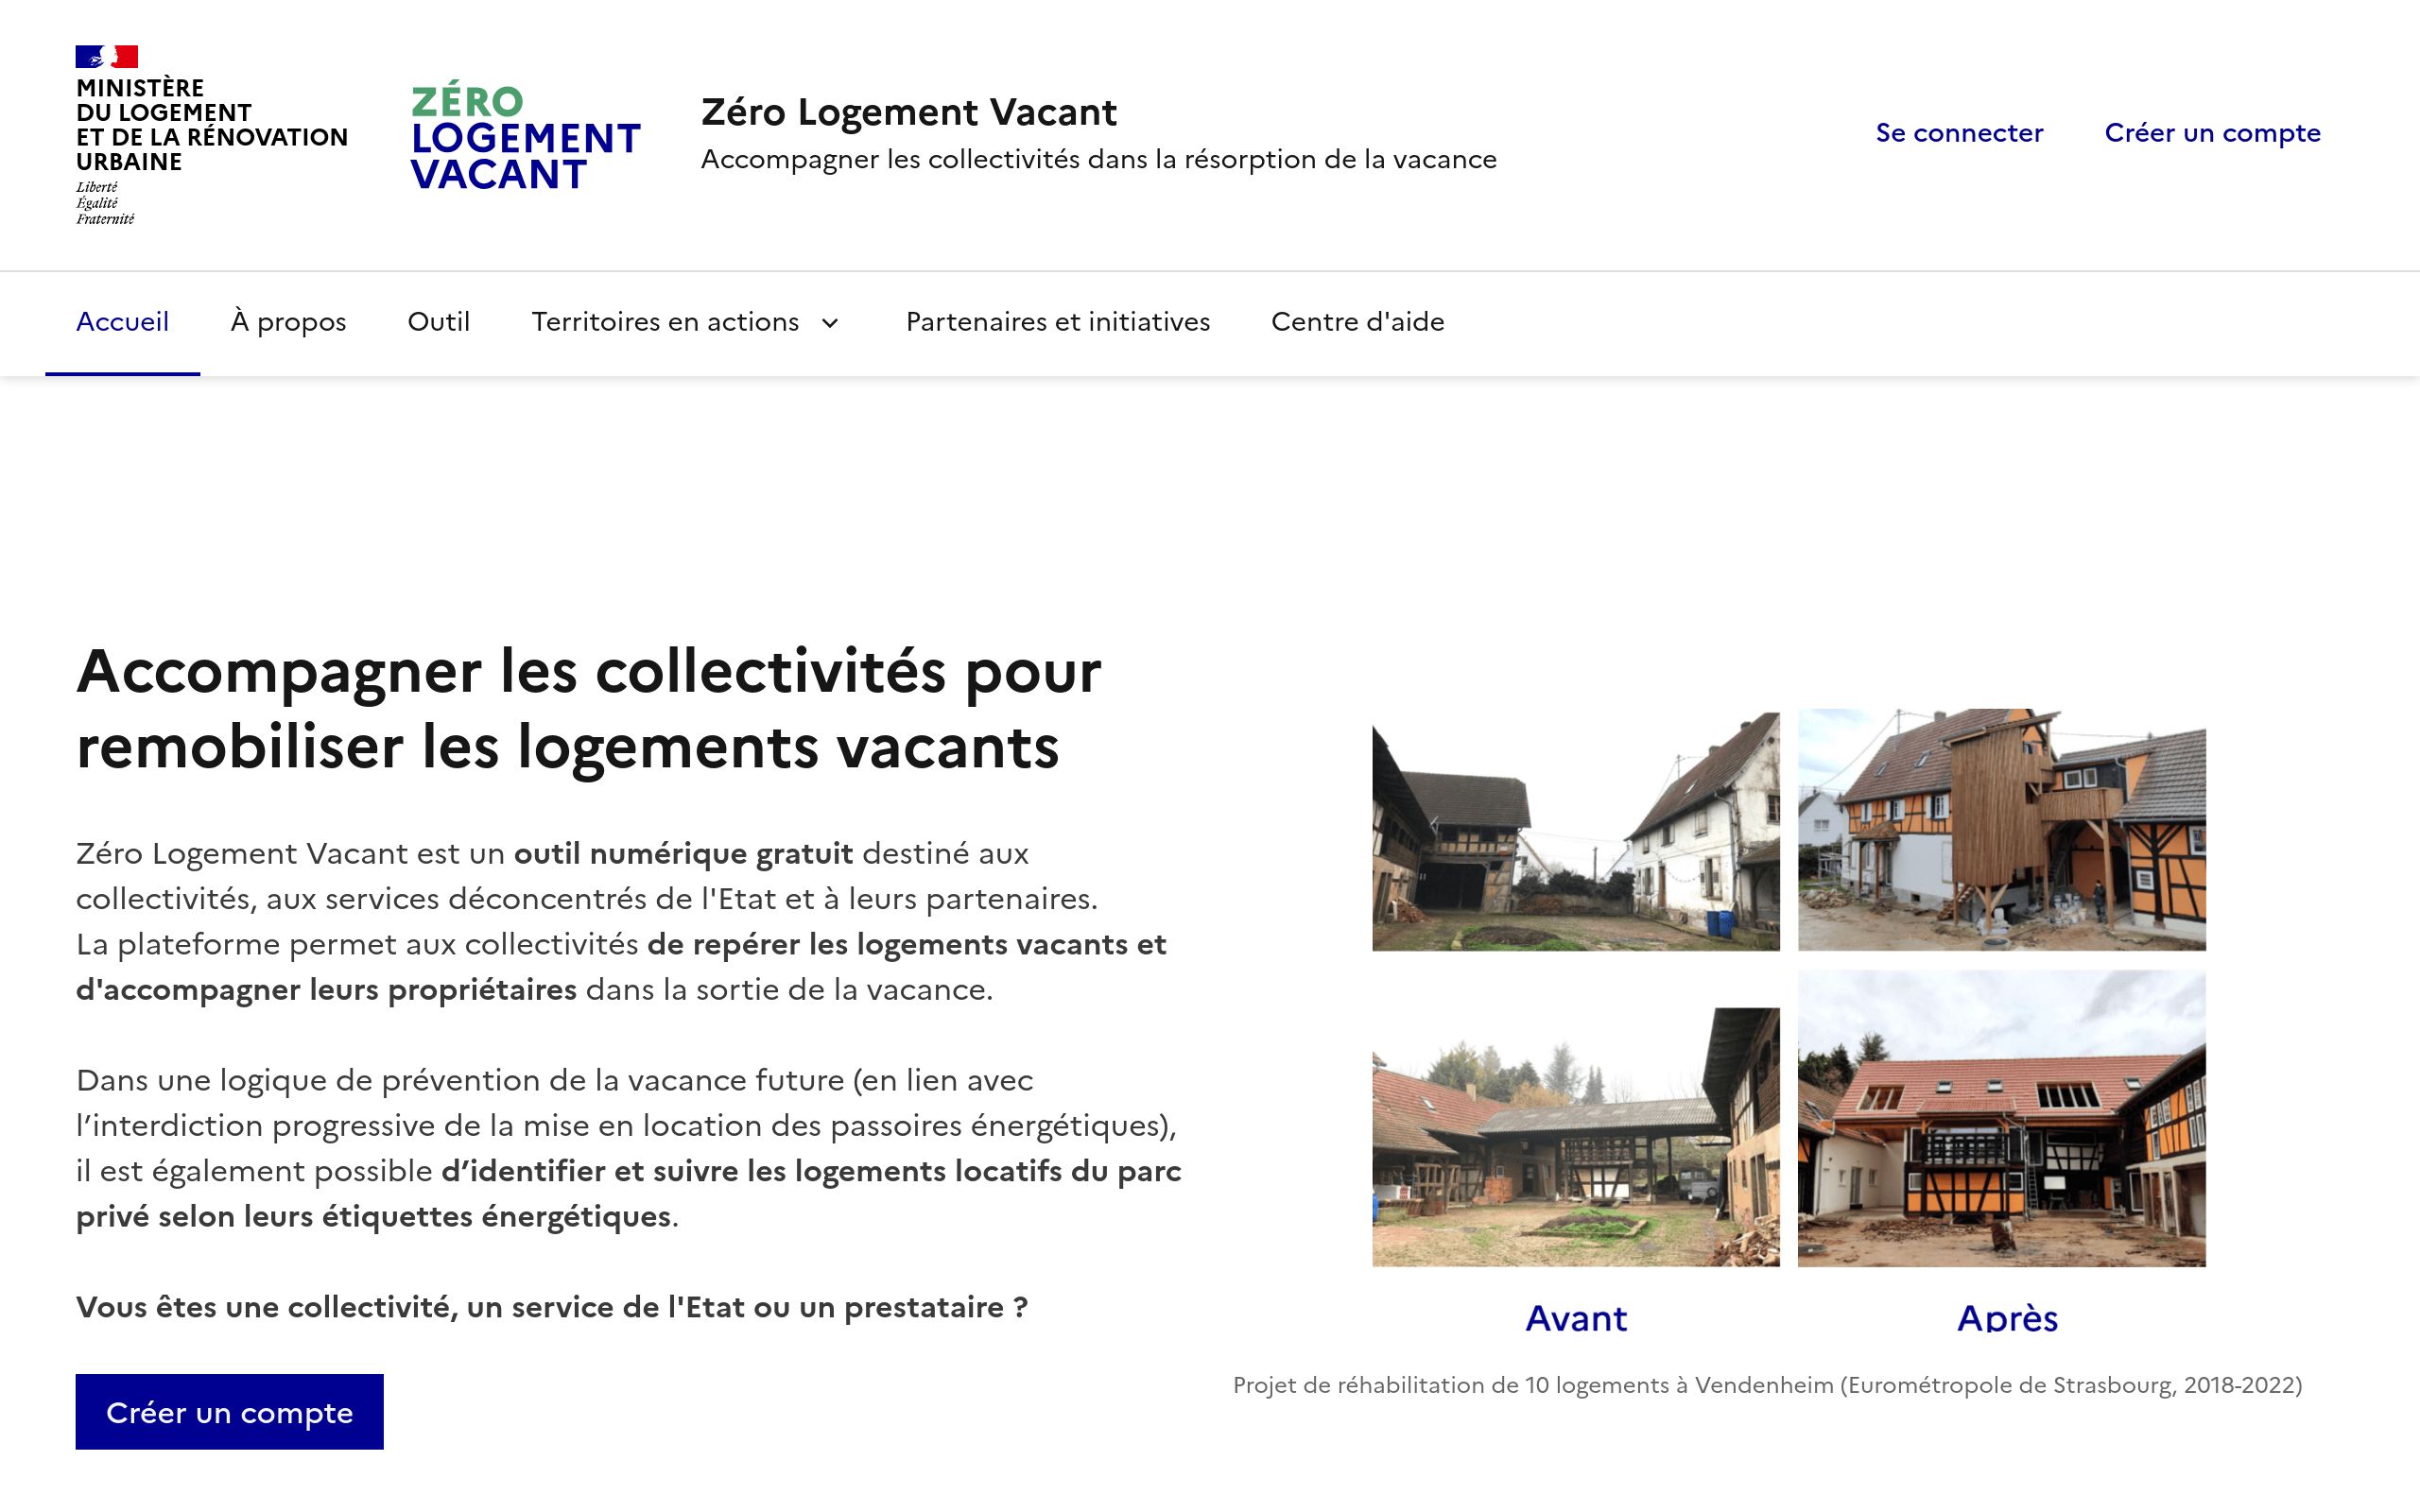 MINISTÈRE
DU LOGEMENT
ET DE LA RÉNOVATION
URBAINE
Liberté
Égalité
Fraternité
ZÉRO
LOGEMENT
VACANT
Zéro Logement Vacant
Accompagner les collectivités dans la résorption de la vacance
Se connecter
Créer un compte
Accueil
À propos
Outil
Territoires en actions
Partenaires et initiatives
Centre d'aide
Accompagner les collectivités pour
remobiliser les logements vacants
Zéro Logement Vacant est un outil numérique gratuit destiné aux
collectivités, aux services déconcentrés de l'Etat et à leurs partenaires.
La plateforme permet aux collectivités de repérer les logements vacants et
d'accompagner leurs propriétaires dans la sortie de la vacance.
Dans une logique de prévention de la vacance future (en lien avec
l’interdiction progressive de la mise en location des passoires énergétiques),
il est également possible d’identifier et suivre les logements locatifs du parc
privé selon leurs étiquettes énergétiques.
Vous êtes une collectivité, un service de l'Etat ou un prestataire ?
Créer un compte
Avant
Après
Projet de réhabilitation de 10 logements à Vendenheim (Eurométropole de Strasbourg, 2018-2022)